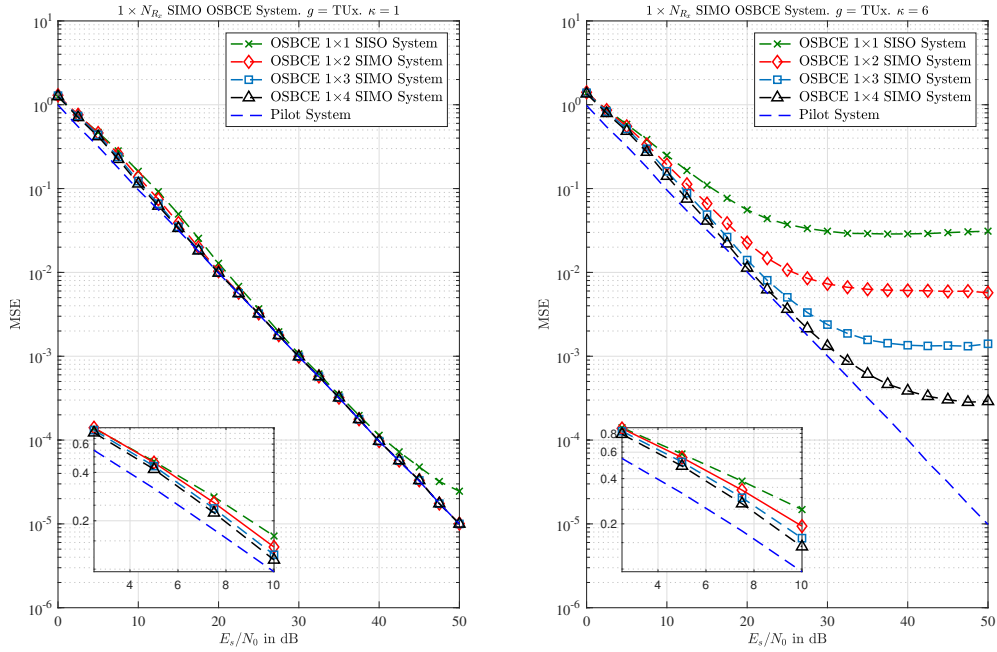 1 × N_{R_x} SIMO OSBCE System. g = TUx. κ = 1
OSBCE 1×1 SISO System
OSBCE 1×2 SIMO System
OSBCE 1×3 SIMO System
OSBCE 1×4 SIMO System
Pilot System
MSE
10^1
10^0
10^{-1}
10^{-2}
10^{-3}
10^{-4}
10^{-5}
10^{-6}
0.6
0.4
0.2
4 6 8 10
0 10 20 30 40 50
E_s/N_0 in dB
1 × N_{R_x} SIMO OSBCE System. g = TUx. κ = 6
OSBCE 1×1 SISO System
OSBCE 1×2 SIMO System
OSBCE 1×3 SIMO System
OSBCE 1×4 SIMO System
Pilot System
MSE
10^1
10^0
10^{-1}
10^{-2}
10^{-3}
10^{-4}
10^{-5}
10^{-6}
0.8
0.6
0.4
0.2
4 6 8 10
0 10 20 30 40 50
E_s/N_0 in dB